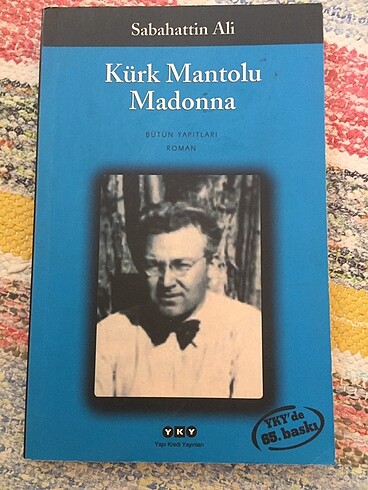 Sabahattin Ali
Kürk Mantolu
Madonna
BÜTÜN YAPITLARI
ROMAN
YKY'de
65. baskı
YKY
Yapı Kredi Yayınları